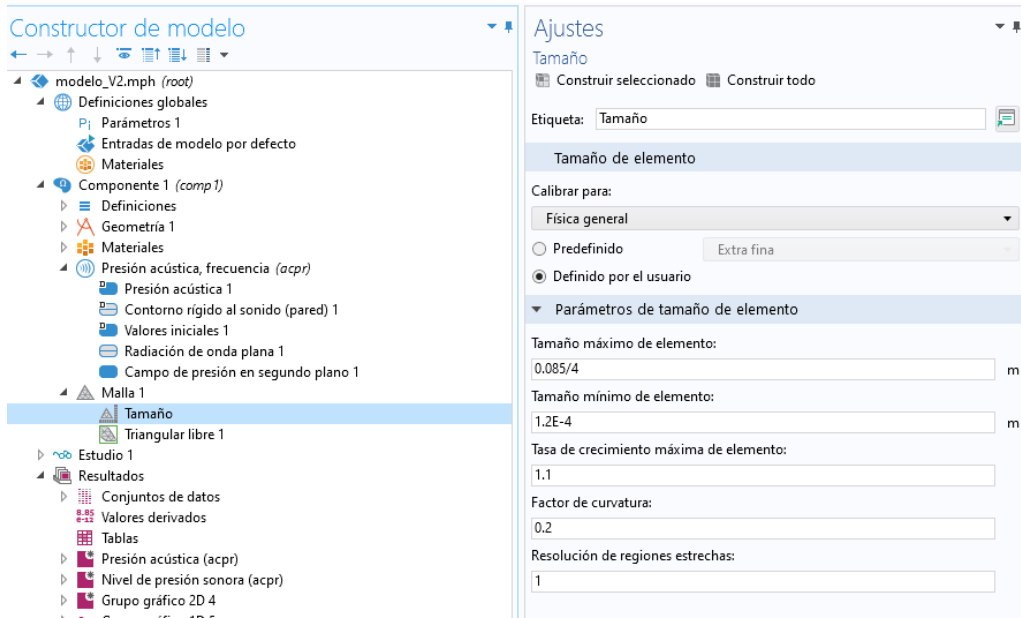 Constructor de modelo
modelo_V2.mph (root)
Definiciones globales
Pi Parámetros 1
Entradas de modelo por defecto
Materiales
Componente 1 (comp1)
Definiciones
Geometría 1
Materiales
Presión acústica, frecuencia (acpr)
Presión acústica 1
Contorno rígido al sonido (pared) 1
Valores iniciales 1
Radiación de onda plana 1
Campo de presión en segundo plano 1
Malla 1
Tamaño
Triangular libre 1
Estudio 1
Resultados
Conjuntos de datos
8.85
e-12 Valores derivados
Tablas
Presión acústica (acpr)
Nivel de presión sonora (acpr)
Grupo gráfico 2D 4
Ajustes
Tamaño
Construir seleccionado Construir todo
Etiqueta: Tamaño
Tamaño de elemento
Calibrar para:
Física general
Predefinido Extra fina
Definido por el usuario
Parámetros de tamaño de elemento
Tamaño máximo de elemento:
0.085/4 m
Tamaño mínimo de elemento:
1.2E-4 m
Tasa de crecimiento máxima de elemento:
1.1
Factor de curvatura:
0.2
Resolución de regiones estrechas:
1